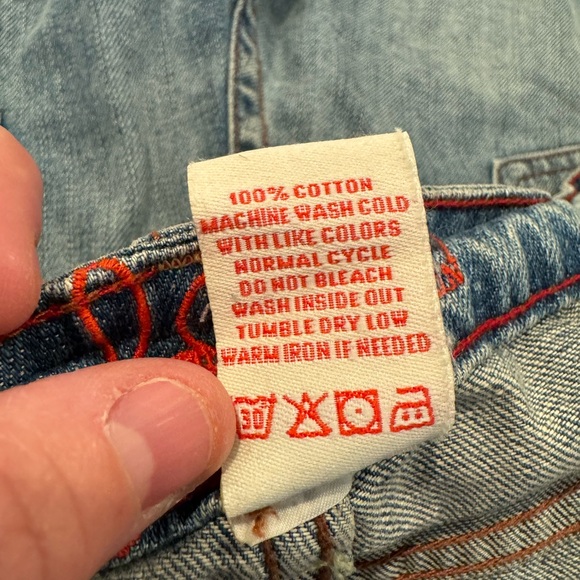 100% COTTON
MACHINE WASH COLD
WITH LIKE COLORS
NORMAL CYCLE
DO NOT BLEACH
WASH INSIDE OUT
TUMBLE DRY LOW
WARM IRON IF NEEDED
30°